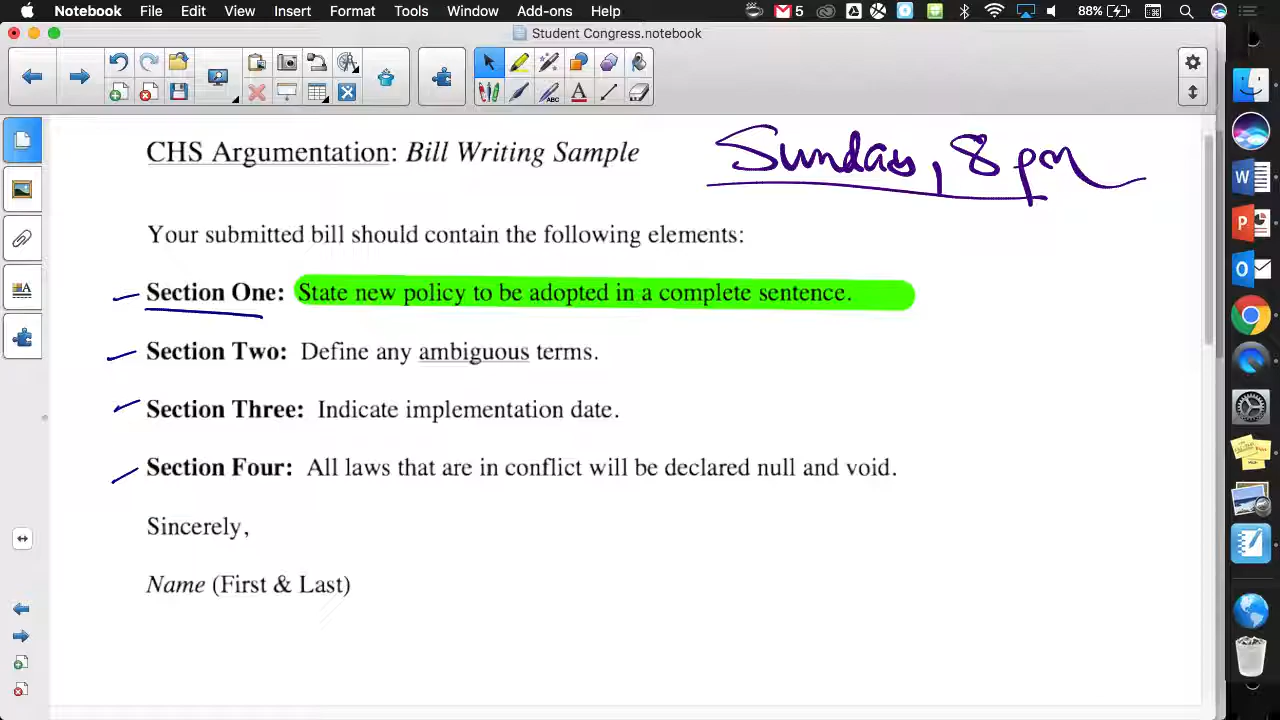 Notebook File Edit View Insert Format Tools Window Add-ons Help 5 88%
Student Congress.notebook
CHS Argumentation: Bill Writing Sample
Sunday, 8 pm
Your submitted bill should contain the following elements:
Section One: State new policy to be adopted in a complete sentence.
Section Two: Define any ambiguous terms.
Section Three: Indicate implementation date.
Section Four: All laws that are in conflict will be declared null and void.
Sincerely,
Name (First & Last)